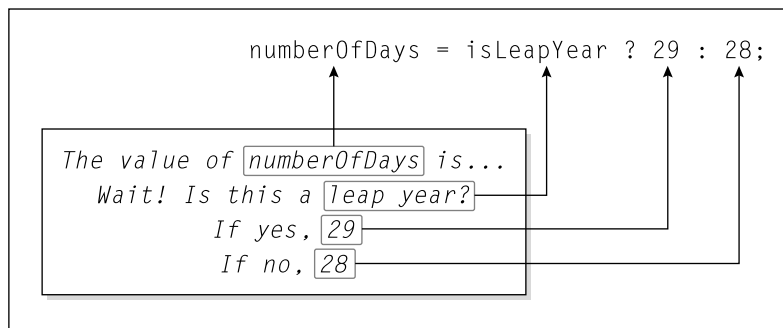 numberOfDays = isLeapYear ? 29 : 28;
The value of numberOfDays is...
Wait! Is this a leap year?
If yes, 29
If no, 28